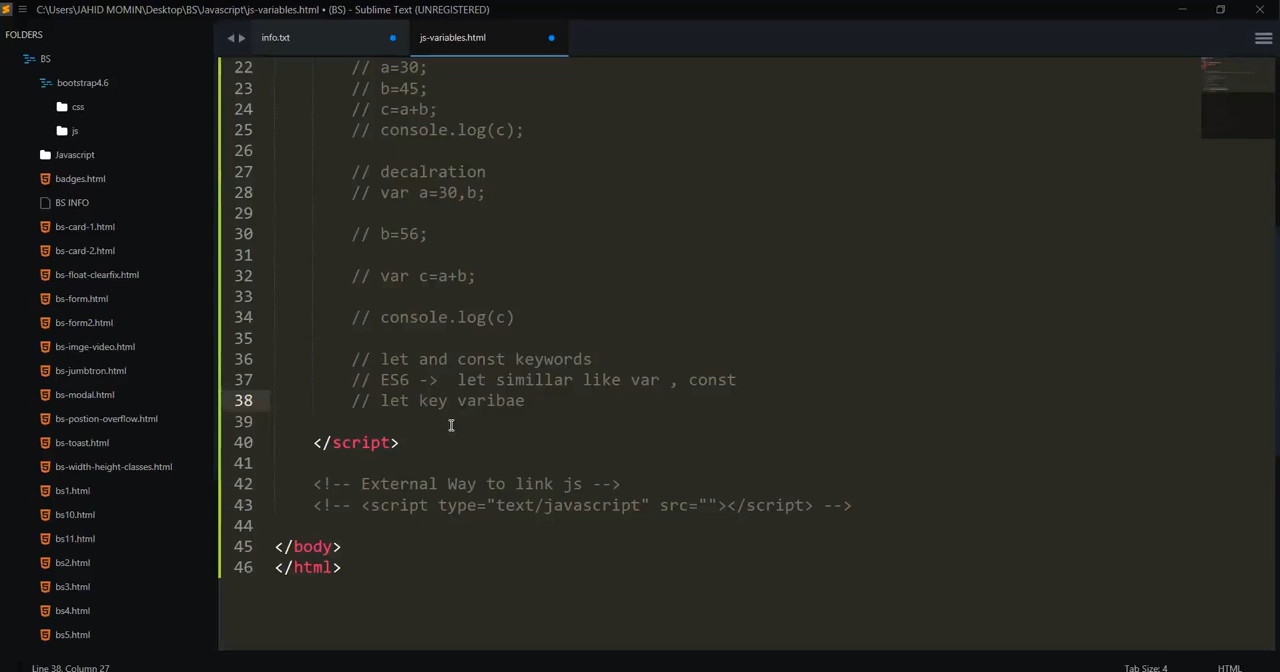 C:\Users\JAHID MOMIN\Desktop\BS\Javascript\js-variables.html • (BS) - Sublime Text (UNREGISTERED)
FOLDERS
BS
bootstrap4.6
css
js
Javascript
badges.html
BS INFO
bs-card-1.html
bs-card-2.html
bs-float-clearfix.html
bs-form.html
bs-form2.html
bs-imge-video.html
bs-jumbtron.html
bs-modal.html
bs-postion-overflow.html
bs-toast.html
bs-width-height-classes.html
bs1.html
bs10.html
bs11.html
bs2.html
bs3.html
bs4.html
bs5.html
info.txt
js-variables.html
22 // a=30;
23 // b=45;
24 // c=a+b;
25 // console.log(c);
26
27 // decalration
28 // var a=30,b;
29
30 // b=56;
31
32 // var c=a+b;
33
34 // console.log(c)
35
36 // let and const keywords
37 // ES6 -> let simillar like var , const
38 // let key varibae
39
40 </script>
41
42 <!-- External Way to link js -->
43 <!-- <script type="text/javascript" src=""></script> -->
44
45 </body>
46 </html>
Line 38, Column 27
Tab Size: 4
HTML